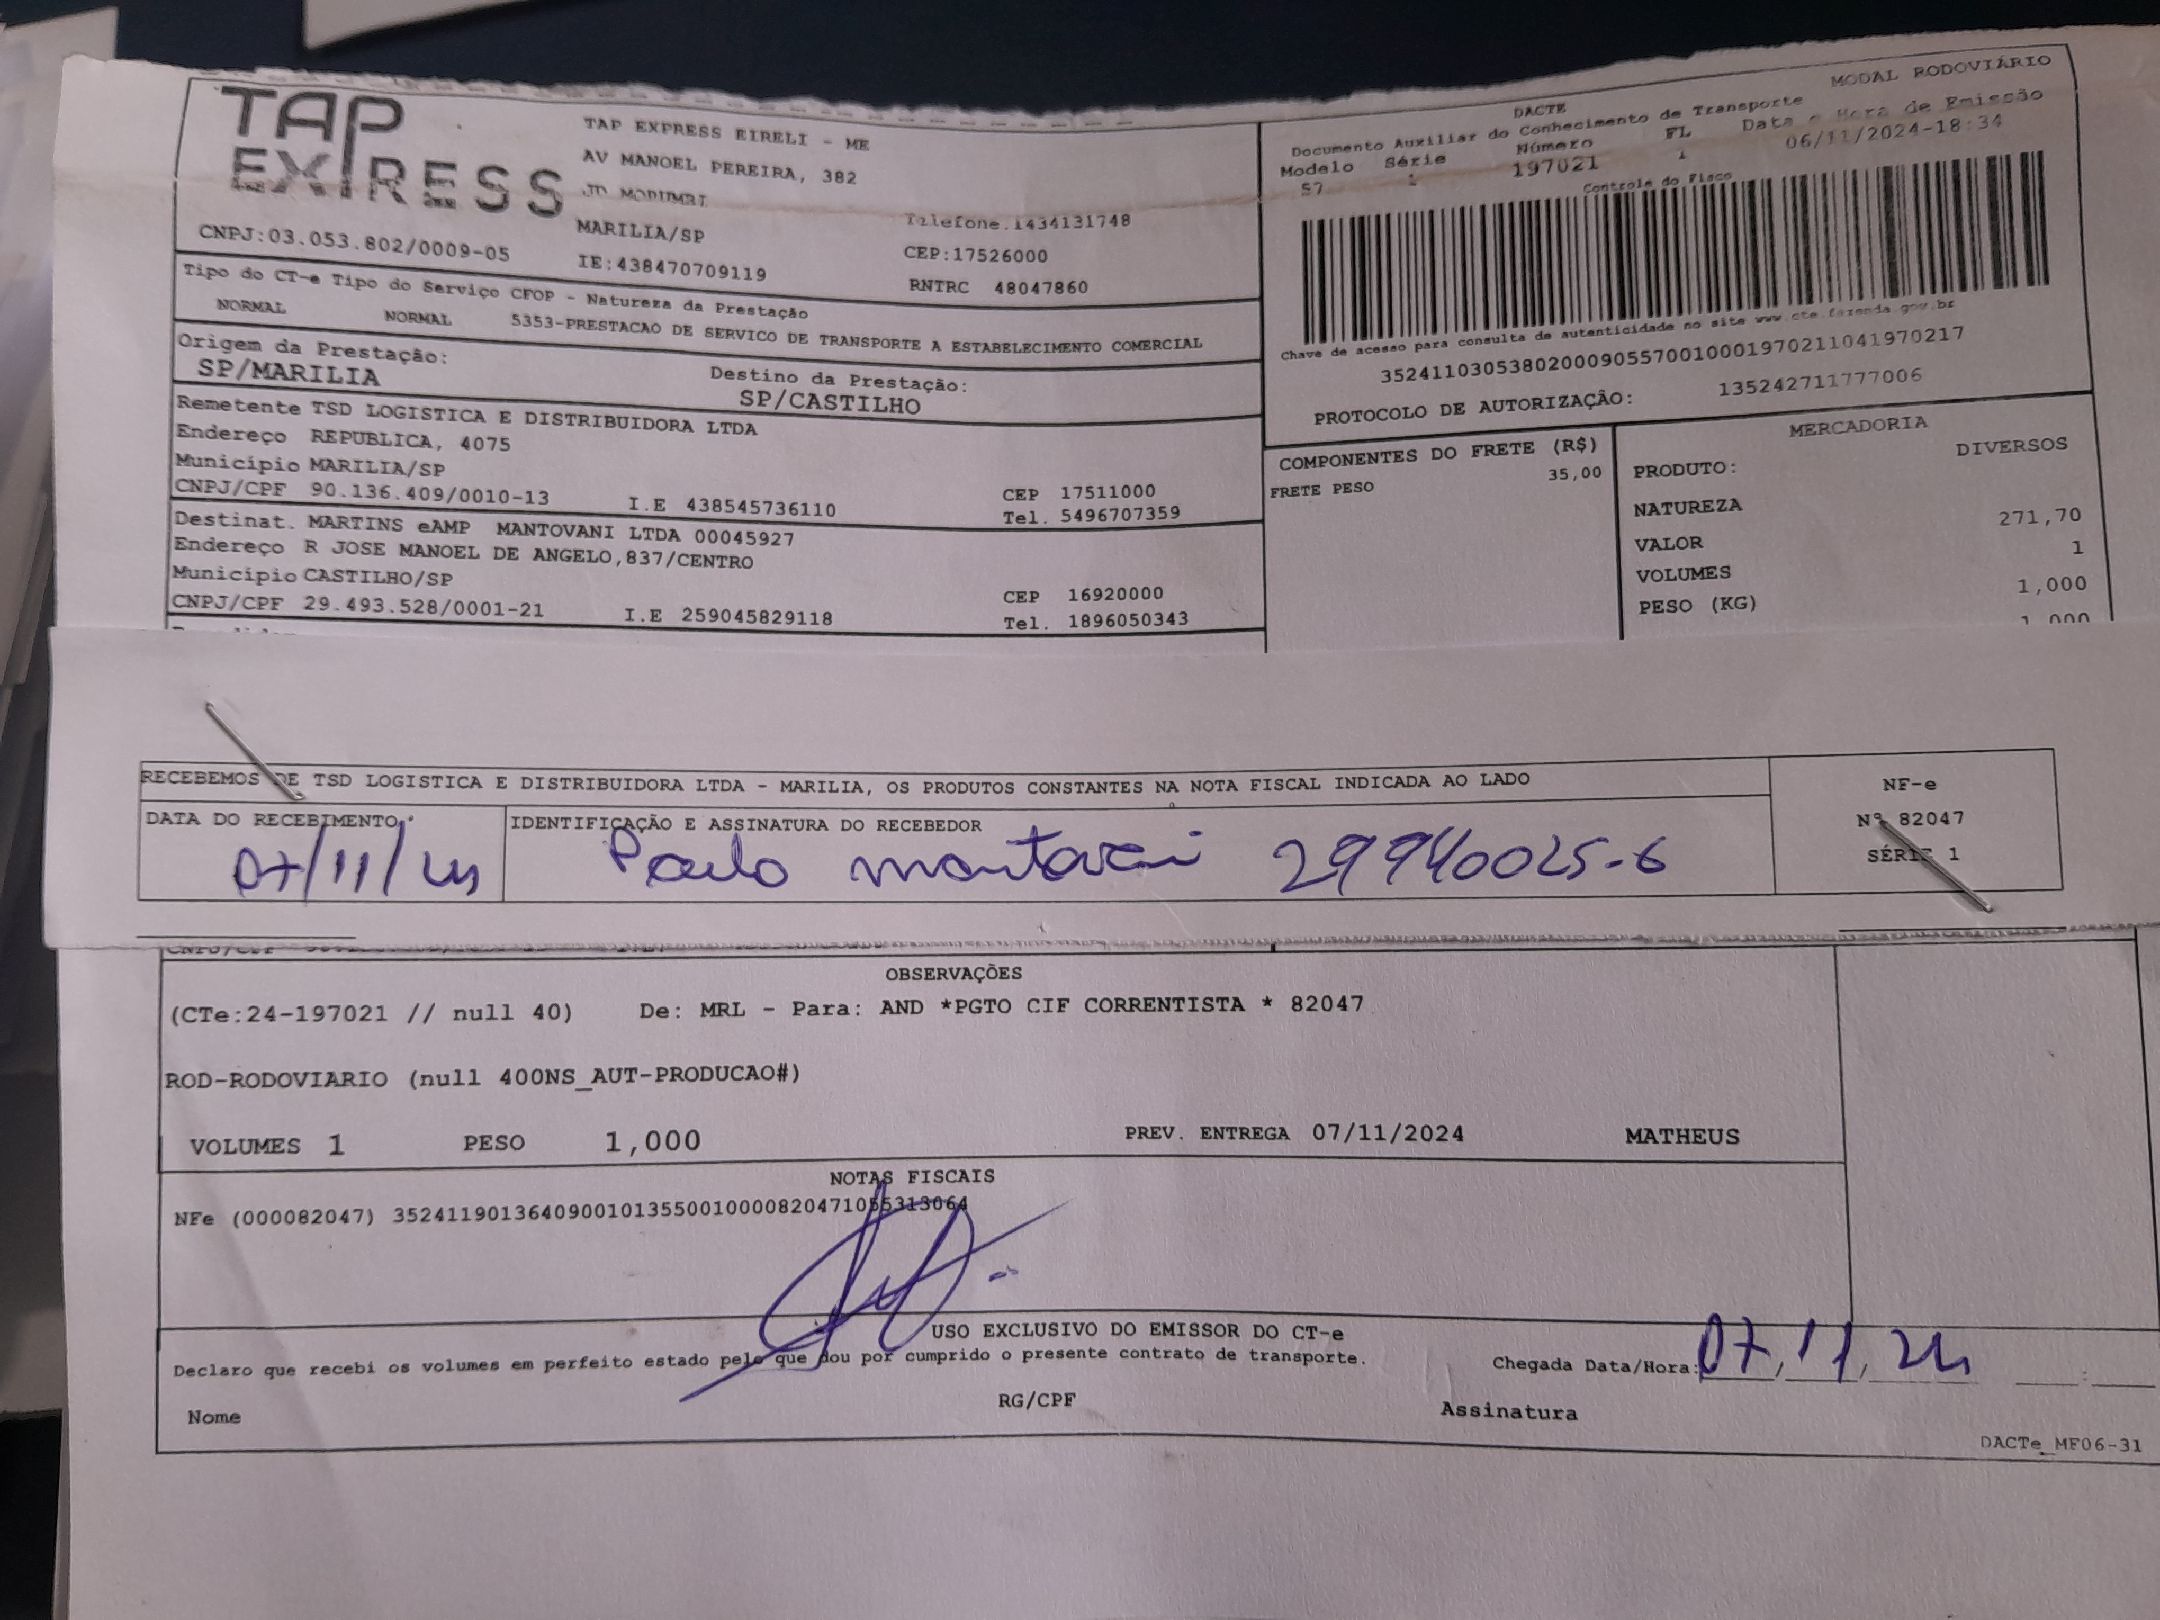 TAP
EXPRESS
TAP EXPRESS EIRELI - ME
AV MANOEL PEREIRA, 382
JD MORUMBI
MARILIA/SP
Telefone.1434131748
CNPJ:03.053.802/0009-05
IE:438470709119
CEP:17526000
RNTRC 48047860
MODAL RODOVIÁRIO
DACTE
Documento Auxiliar do Conhecimento de Transporte
Modelo Série Número FL Data e Hora de Emissão
57 1 197021 1 06/11/2024-18:34
Controle do Fisco
Chave de acesso para consulta de autenticidade no site www.cte.fazenda.gov.br
35241103053802000905570010001970211041970217
PROTOCOLO DE AUTORIZAÇÃO: 135242711777006
Tipo do CT-e Tipo do Serviço CFOP - Natureza da Prestação
NORMAL NORMAL 5353-PRESTACAO DE SERVICO DE TRANSPORTE A ESTABELECIMENTO COMERCIAL
Origem da Prestação: Destino da Prestação:
SP/MARILIA SP/CASTILHO
Remetente TSD LOGISTICA E DISTRIBUIDORA LTDA
Endereço REPUBLICA, 4075
Município MARILIA/SP CEP 17511000
CNPJ/CPF 90.136.409/0010-13 I.E 438545736110 Tel. 5496707359
Destinat. MARTINS eAMP MANTOVANI LTDA 00045927
Endereço R JOSE MANOEL DE ANGELO,837/CENTRO
Município CASTILHO/SP CEP 16920000
CNPJ/CPF 29.493.528/0001-21 I.E 259045829118 Tel. 1896050343
COMPONENTES DO FRETE (R$)
FRETE PESO 35,00
MERCADORIA
PRODUTO: DIVERSOS
NATUREZA
VALOR 271,70
VOLUMES 1
PESO (KG) 1,000
1,000
RECEBEMOS DE TSD LOGISTICA E DISTRIBUIDORA LTDA - MARILIA, OS PRODUTOS CONSTANTES NA NOTA FISCAL INDICADA AO LADO
DATA DO RECEBIMENTO
07/11/24
IDENTIFICAÇÃO E ASSINATURA DO RECEBEDOR
Paulo mantovani 29940025-6
NF-e
Nº 82047
SÉRIE 1
CNPJ/CPF
OBSERVAÇÕES
(CTe:24-197021 // null 40) De: MRL - Para: AND *PGTO CIF CORRENTISTA * 82047
ROD-RODOVIARIO (null 400NS_AUT-PRODUCAO#)
VOLUMES 1 PESO 1,000 PREV. ENTREGA 07/11/2024 MATHEUS
NOTAS FISCAIS
NFe (000082047) 35241190136409001013550010000820471055313064
USO EXCLUSIVO DO EMISSOR DO CT-e
Declaro que recebi os volumes em perfeito estado pelo que dou por cumprido o presente contrato de transporte.
Chegada Data/Hora: 07,11,24
Nome RG/CPF Assinatura
DACTe_MF06-31